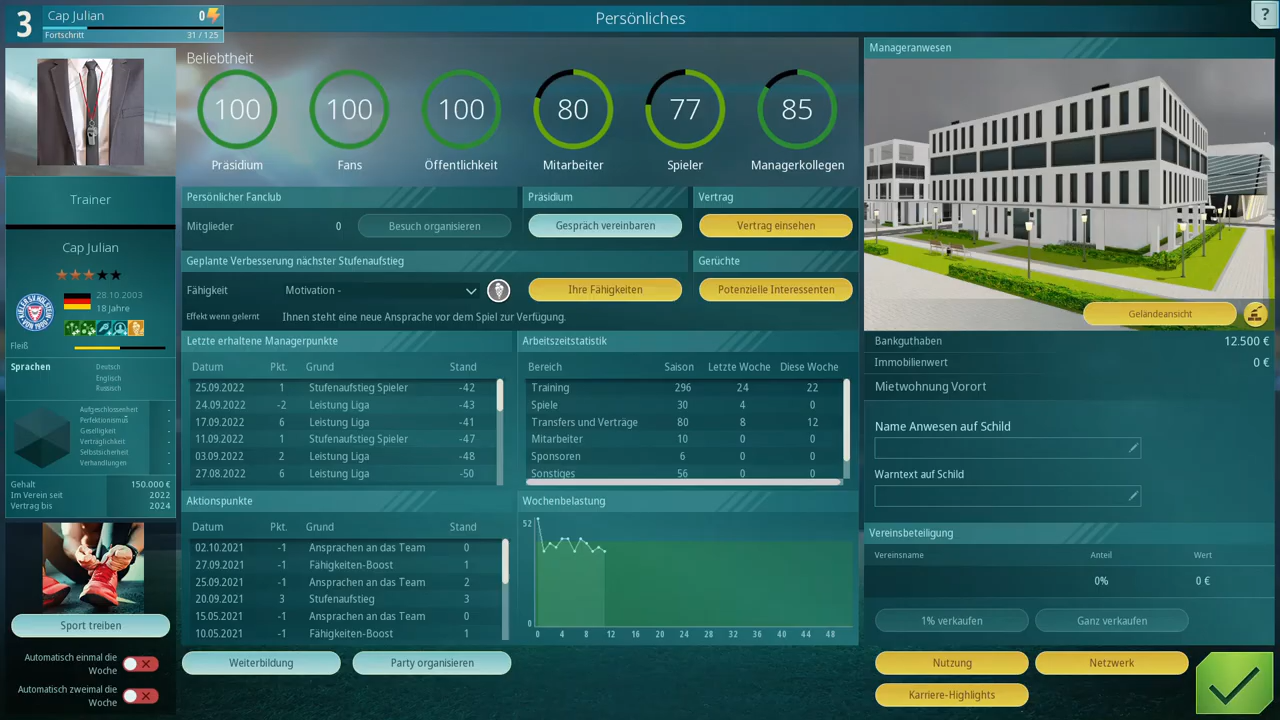 3
Cap Julian
0
Fortschritt
31 / 125
Persönliches
?
Trainer
Cap Julian
28.10.2003
18 Jahre
Fleiß
Sprachen
Deutsch
Englisch
Russisch
Aufgeschlossenheit -
Perfektionismus -
Geselligkeit -
Verträglichkeit -
Selbstsicherheit -
Verhandlungen -
Gehalt 150.000 €
Im Verein seit 2022
Vertrag bis 2024
Sport treiben
Automatisch einmal die Woche
Automatisch zweimal die Woche
Beliebtheit
100 100 100 80 77 85
Präsidium Fans Öffentlichkeit Mitarbeiter Spieler Managerkollegen
Persönlicher Fanclub
Mitglieder 0
Besuch organisieren
Präsidium
Gespräch vereinbaren
Vertrag
Vertrag einsehen
Geplante Verbesserung nächster Stufenaufstieg
Fähigkeit
Motivation -
Ihre Fähigkeiten
Gerüchte
Potenzielle Interessenten
Effekt wenn gelernt
Ihnen steht eine neue Ansprache vor dem Spiel zur Verfügung.
Letzte erhaltene Managerpunkte
Datum Pkt. Grund Stand
25.09.2022 1 Stufenaufstieg Spieler -42
24.09.2022 -2 Leistung Liga -43
17.09.2022 6 Leistung Liga -41
11.09.2022 1 Stufenaufstieg Spieler -47
03.09.2022 2 Leistung Liga -48
27.08.2022 6 Leistung Liga -50
Arbeitszeitstatistik
Bereich Saison Letzte Woche Diese Woche
Training 296 24 22
Spiele 30 4 0
Transfers und Verträge 80 8 12
Mitarbeiter 10 0 0
Sponsoren 6 0 0
Sonstiges 56 0 0
Aktionspunkte
Datum Pkt. Grund Stand
02.10.2021 -1 Ansprachen an das Team 0
27.09.2021 -1 Fähigkeiten-Boost 1
25.09.2021 -1 Ansprachen an das Team 2
20.09.2021 3 Stufenaufstieg 3
15.05.2021 -1 Ansprachen an das Team 0
10.05.2021 -1 Fähigkeiten-Boost 1
Wochenbelastung
52
0
0 4 8 12 16 20 24 28 32 36 40 44 48
Weiterbildung
Party organisieren
Manageranwesen
Geländeansicht
Bankguthaben 12.500 €
Immobilienwert 0 €
Mietwohnung Vorort
Name Anwesen auf Schild
Warntext auf Schild
Vereinsbeteiligung
Vereinsname Anteil Wert
0% 0 €
1% verkaufen
Ganz verkaufen
Nutzung
Netzwerk
Karriere-Highlights